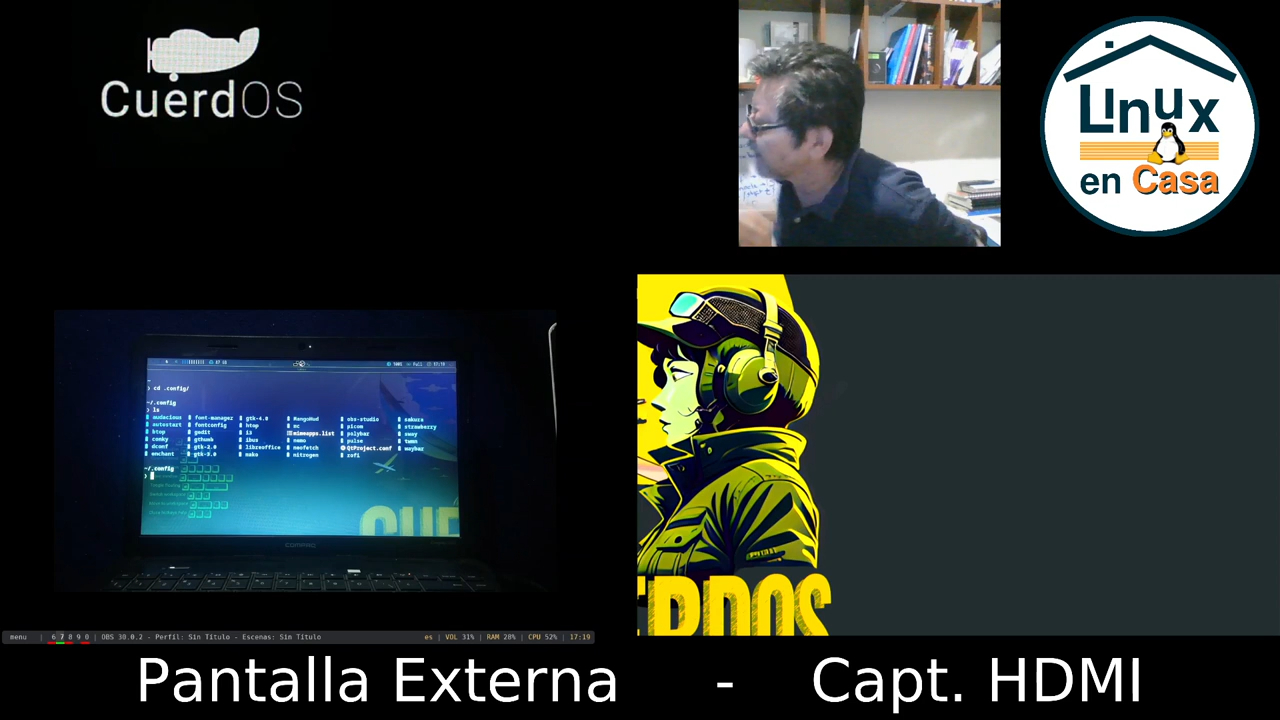 CuerdOS
Linux
en Casa
cd .config/
~/.config
ls
audacious font-manager gtk-4.0 MangoHud obs-studio sakura
autostart fontconfig htop nc picom strawberry
btop gedit i3 mimeapps.list polybar sway
conky gthumb ibus nemo pulse tumn
dconf gtk-2.0 libreoffice neofetch QtProject.conf waybar
enchant gtk-3.0 mako nitrogen rofi
~/.config
COMPAQ
ERDOS
menu | 6 7 8 9 0 | OBS 30.0.2 - Perfil: Sin Título - Escenas: Sin Título es | VOL 31% | RAM 28% | CPU 52% | 17:19
Pantalla Externa - Capt. HDMI